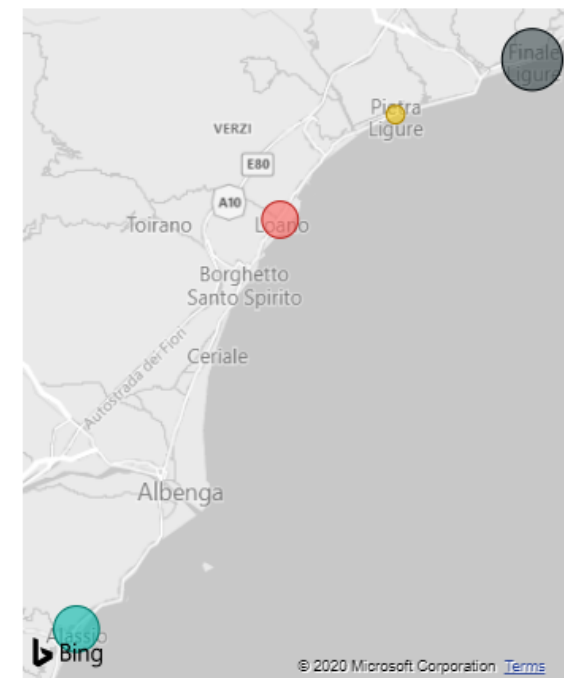 Finale
Ligure
Pietra
Ligure
VERZI
E80
A10
Toirano
Loano
Borghetto
Santo Spirito
Autostrada dei Fiori
Ceriale
Albenga
Alassio
Bing
© 2020 Microsoft Corporation Terms